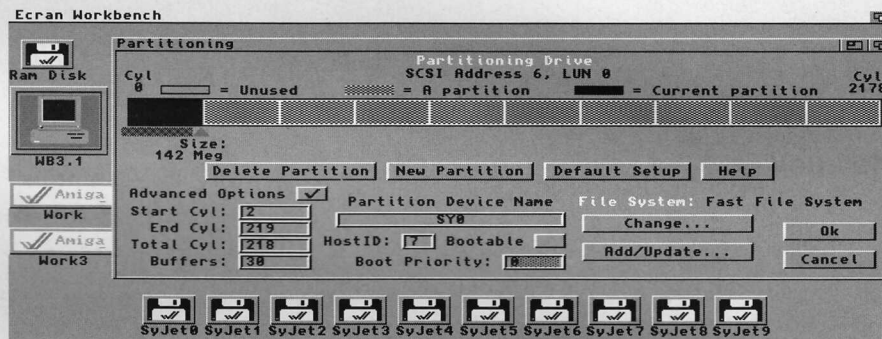 Ecran Workbench
Partitioning
Ram Disk
WB3.1
Amiga
Work
Amiga
Work3
Partitioning Drive
SCSI Address 6, LUN 0
Cyl
0
= Unused
= A partition
= Current partition
Cyl
2178
Size:
142 Meg
Delete Partition
New Partition
Default Setup
Help
Advanced Options
Start Cyl: 2
End Cyl: 219
Total Cyl: 218
Buffers: 30
Partition Device Name
SY0
HostID: 7 Bootable
Boot Priority: 0
File System: Fast File System
Change...
Add/Update...
Ok
Cancel
SyJet0 SyJet1 SyJet2 SyJet3 SyJet4 SyJet5 SyJet6 SyJet7 SyJet8 SyJet9